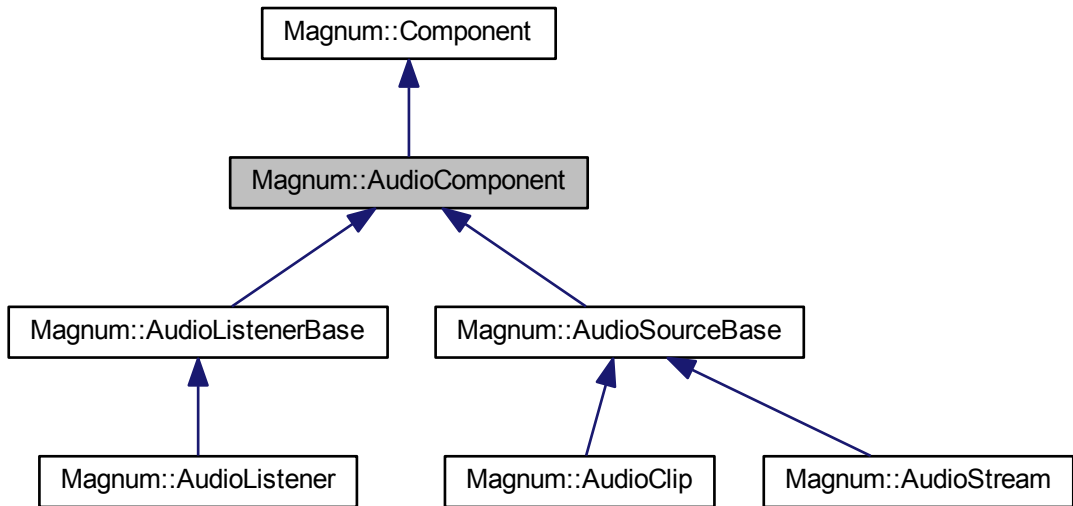 Magnum::Component
Magnum::AudioComponent
Magnum::AudioListenerBase
Magnum::AudioSourceBase
Magnum::AudioListener
Magnum::AudioClip
Magnum::AudioStream